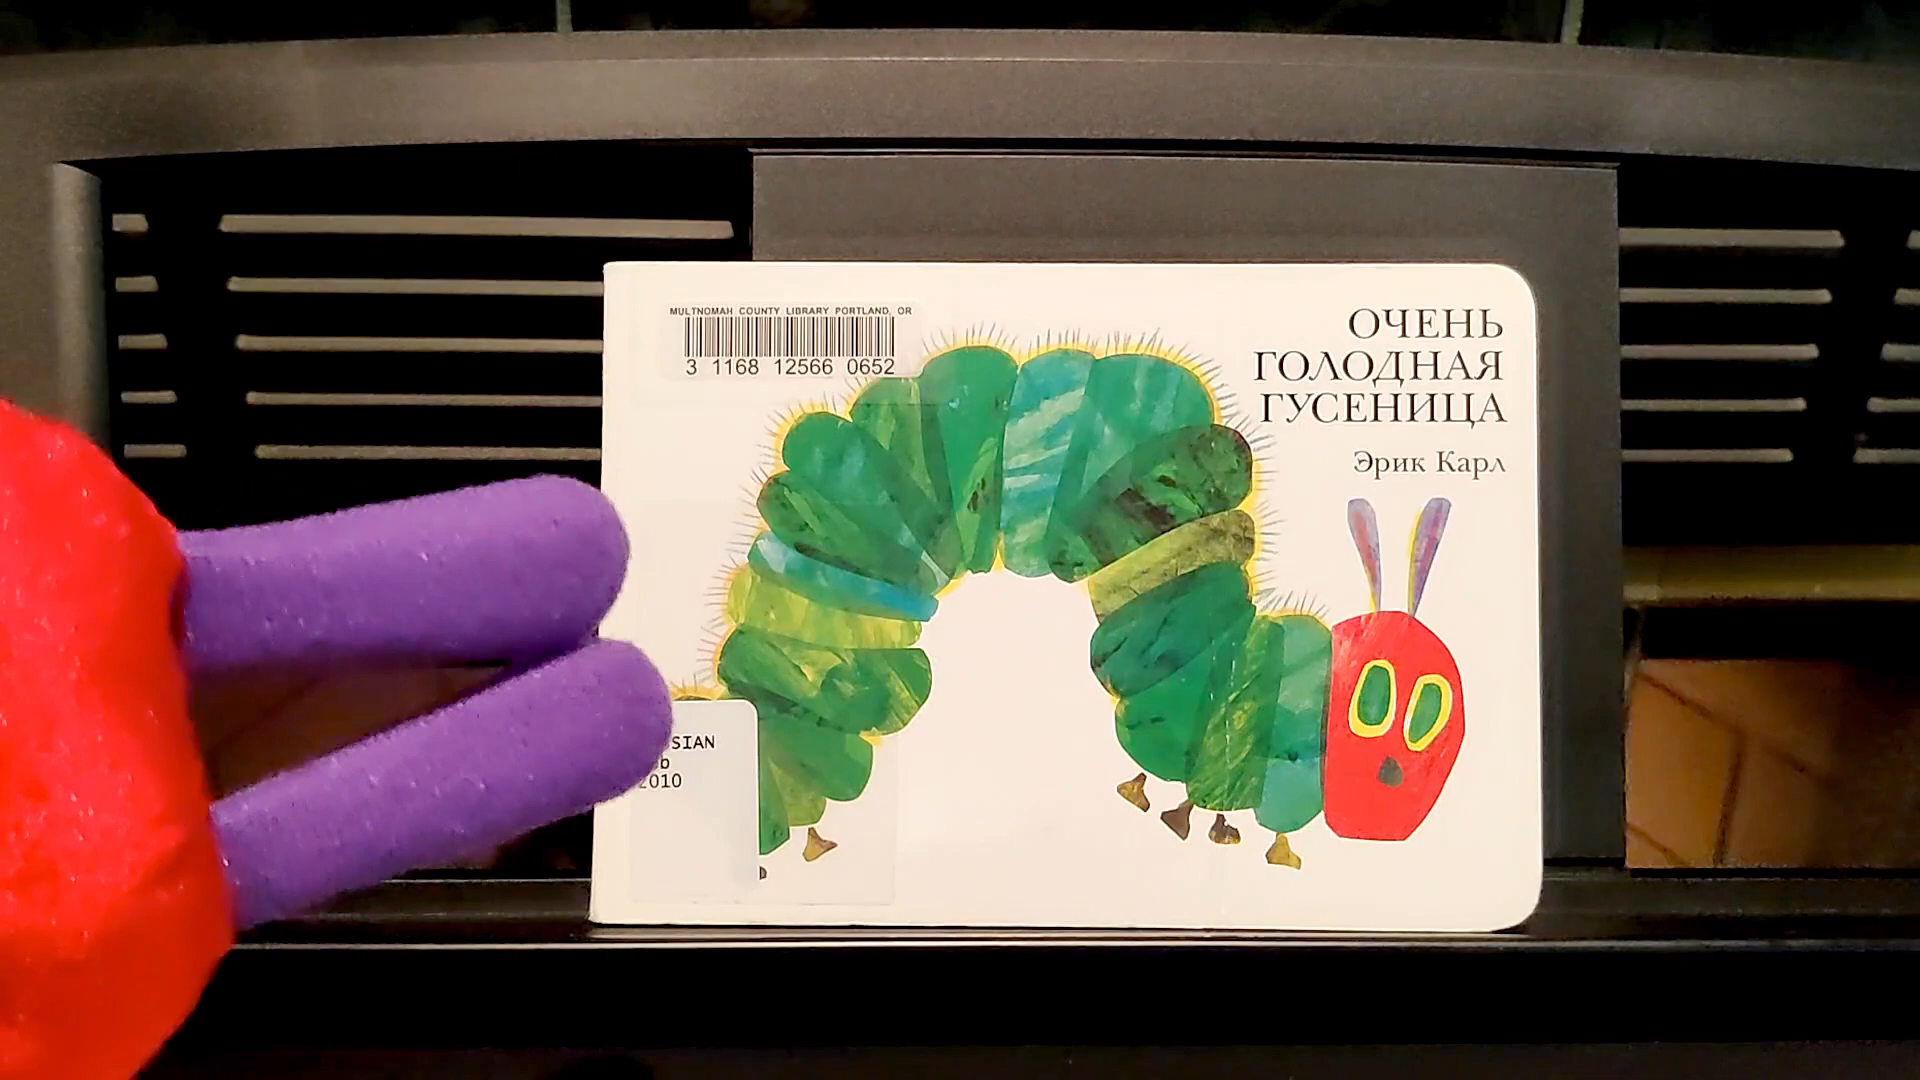 MULTNOMAH COUNTY LIBRARY PORTLAND, OR
3 1168 12566 0652
ОЧЕНЬ
ГОЛОДНАЯ
ГУСЕНИЦА
Эрик Карл
SIAN
b
2010